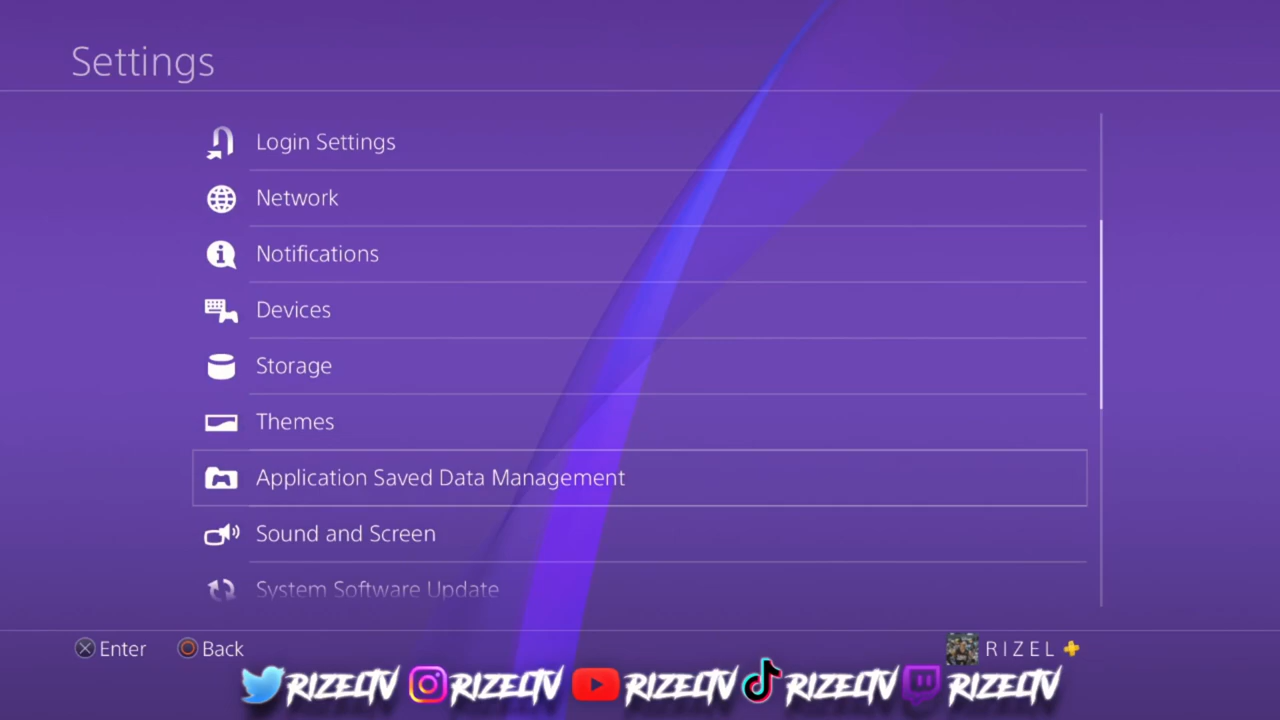 Settings
Login Settings
Network
Notifications
Devices
Storage
Themes
Application Saved Data Management
Sound and Screen
System Software Update
Enter Back R I Z E L
RIZELTV RIZELTV RIZELTV RIZELTV RIZELTV